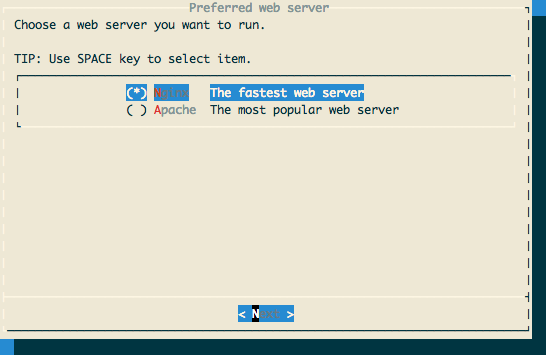 Preferred web server
Choose a web server you want to run.
TIP: Use SPACE key to select item.
(*) Nginx The fastest web server
( ) Apache The most popular web server
< Next >